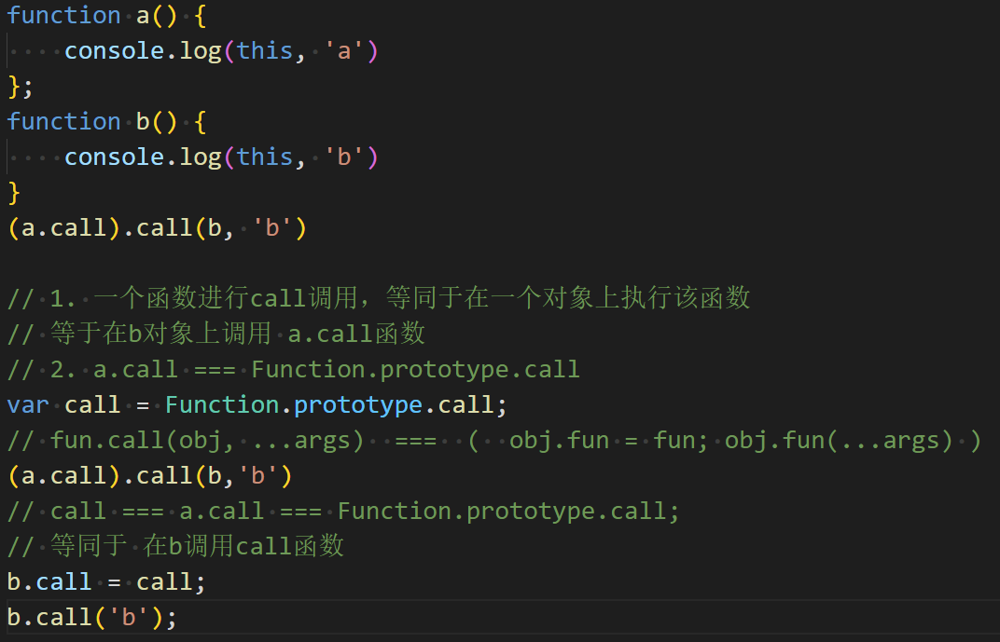 function a() {
    console.log(this, 'a')
};
function b() {
    console.log(this, 'b')
}
(a.call).call(b, 'b')
// 1. 一个函数进行call调用，等同于在一个对象上执行该函数
// 等于在b对象上调用 a.call函数
// 2. a.call === Function.prototype.call
var call = Function.prototype.call;
// fun.call(obj, ...args)  ===  (  obj.fun = fun; obj.fun(...args) )
(a.call).call(b,'b')
// call === a.call === Function.prototype.call;
// 等同于 在b调用call函数
b.call = call;
b.call('b');